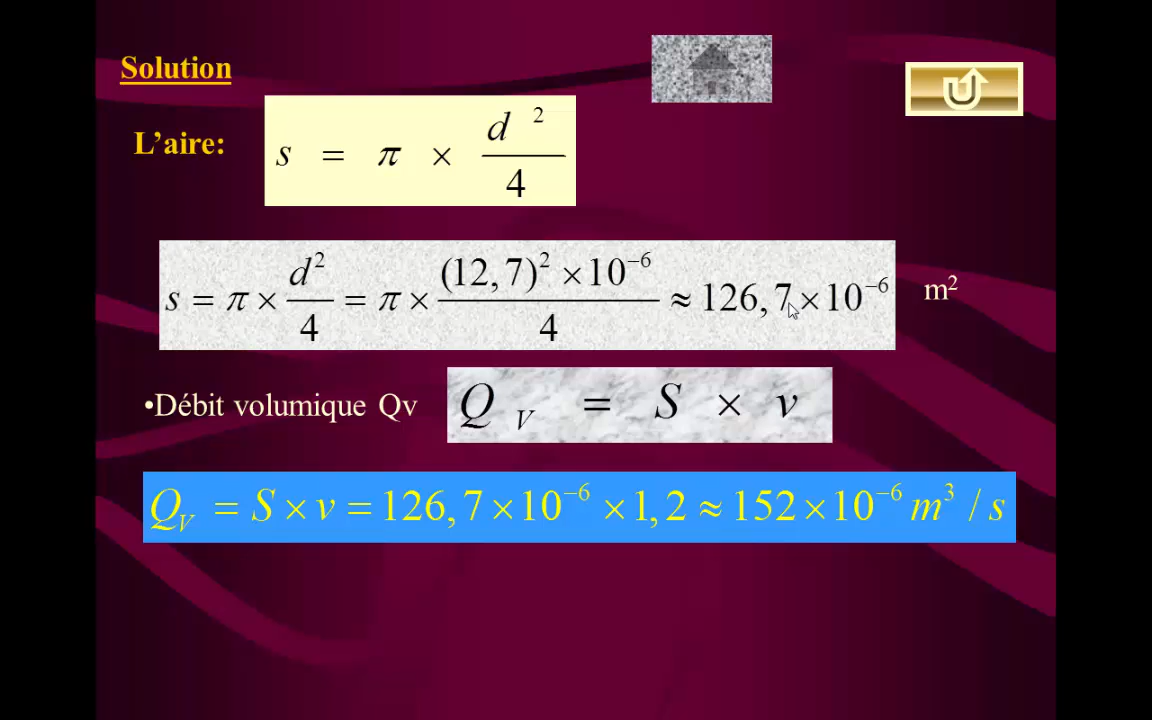 Solution
L'aire:
s = π × d² / 4
s = π × d² / 4 = π × (12,7)² × 10⁻⁶ / 4 ≈ 126,7 × 10⁻⁶ m²
•Débit volumique Qv
Q_V = S × v
Q_V = S × v = 126,7 × 10⁻⁶ × 1,2 ≈ 152 × 10⁻⁶ m³ / s